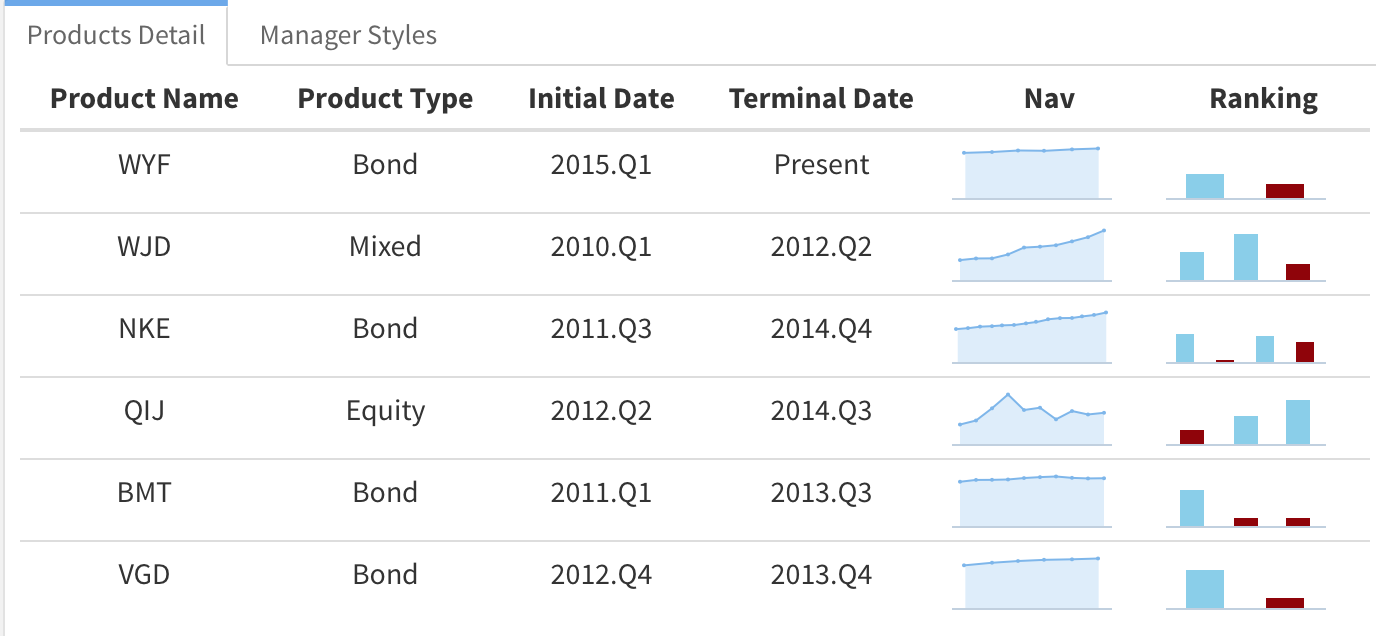 Products Detail Manager Styles
Product Name Product Type Initial Date Terminal Date Nav Ranking
WYF Bond 2015.Q1 Present
WJD Mixed 2010.Q1 2012.Q2
NKE Bond 2011.Q3 2014.Q4
QIJ Equity 2012.Q2 2014.Q3
BMT Bond 2011.Q1 2013.Q3
VGD Bond 2012.Q4 2013.Q4